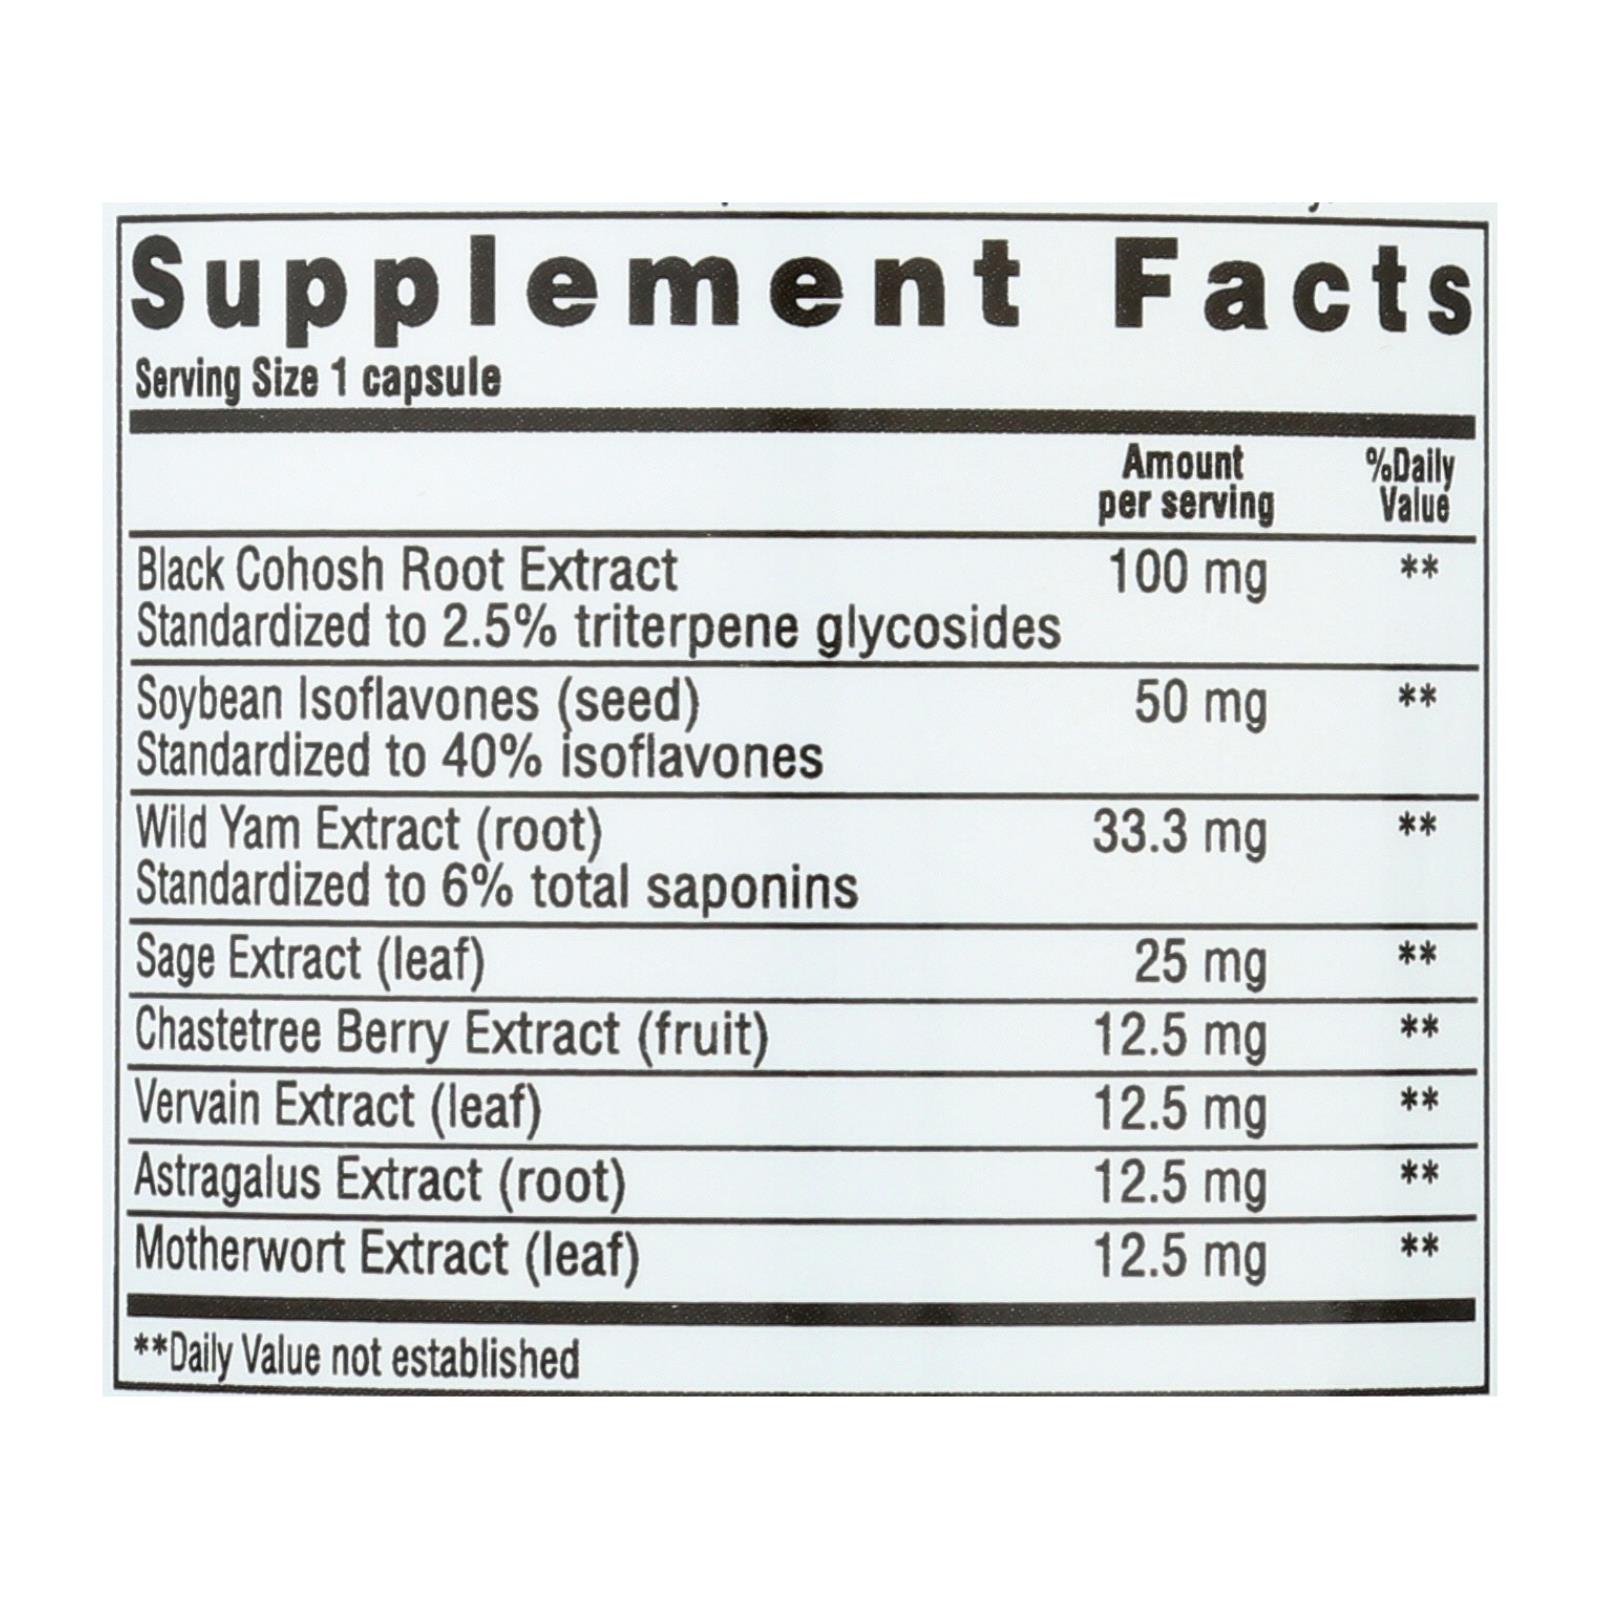 Supplement Facts
Serving Size 1 capsule
Amount per serving %Daily Value
Black Cohosh Root Extract 100 mg **
Standardized to 2.5% triterpene glycosides
Soybean Isoflavones (seed) 50 mg **
Standardized to 40% isoflavones
Wild Yam Extract (root) 33.3 mg **
Standardized to 6% total saponins
Sage Extract (leaf) 25 mg **
Chastetree Berry Extract (fruit) 12.5 mg **
Vervain Extract (leaf) 12.5 mg **
Astragalus Extract (root) 12.5 mg **
Motherwort Extract (leaf) 12.5 mg **
**Daily Value not established